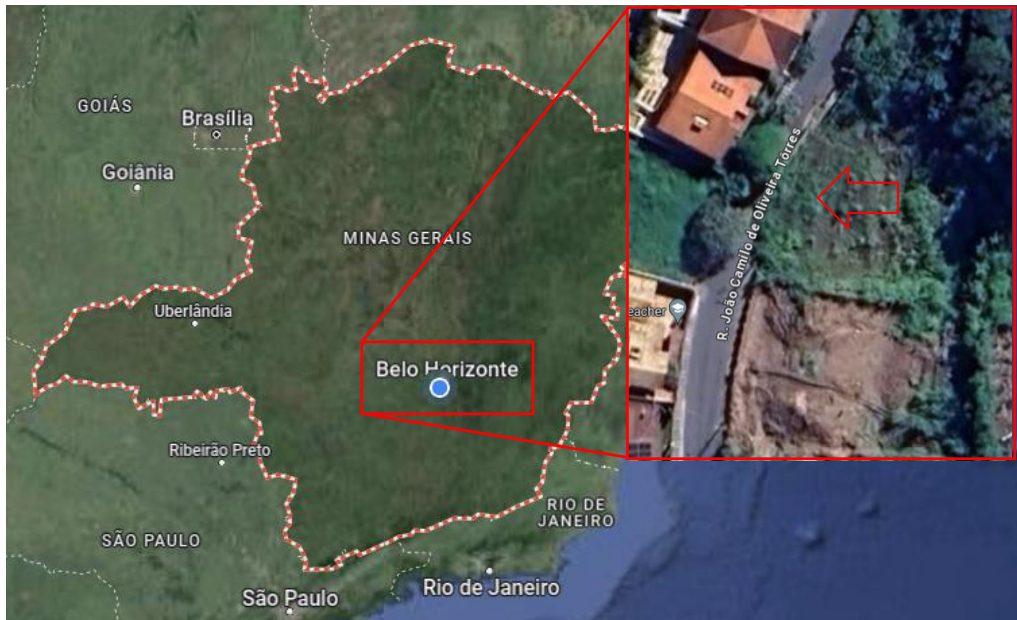 GOIÁS
Brasília
Goiânia
MINAS GERAIS
Uberlândia
Belo Horizonte
Ribeirão Preto
SÃO PAULO
São Paulo
Rio de Janeiro
RIO DE
JANEIRO
R. João Camilo de Oliveira Torres
eacher